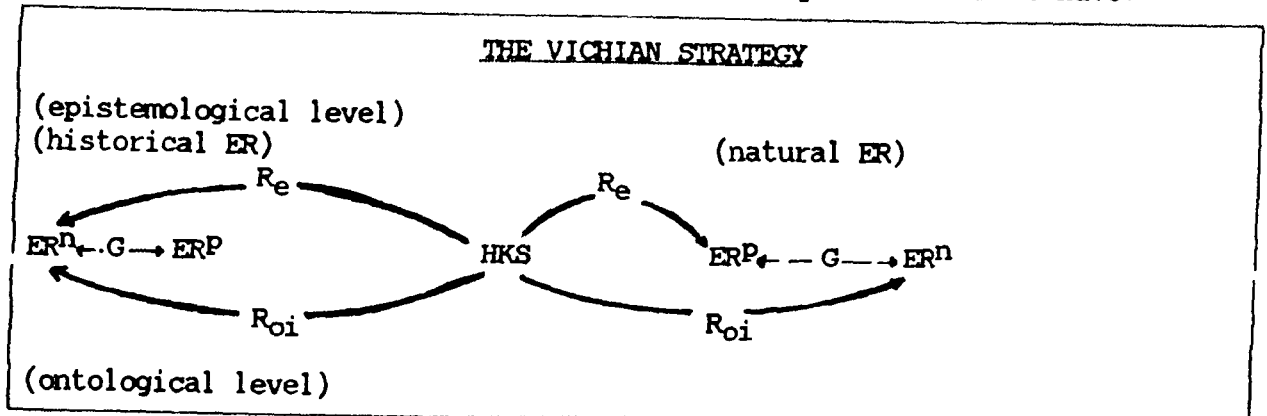 THE VICHIAN STRATEGY
(epistemological level)
(historical ER)
(natural ER)
Re Re
ERn G ERp HKS ERp G ERn
Roi Roi
(ontological level)